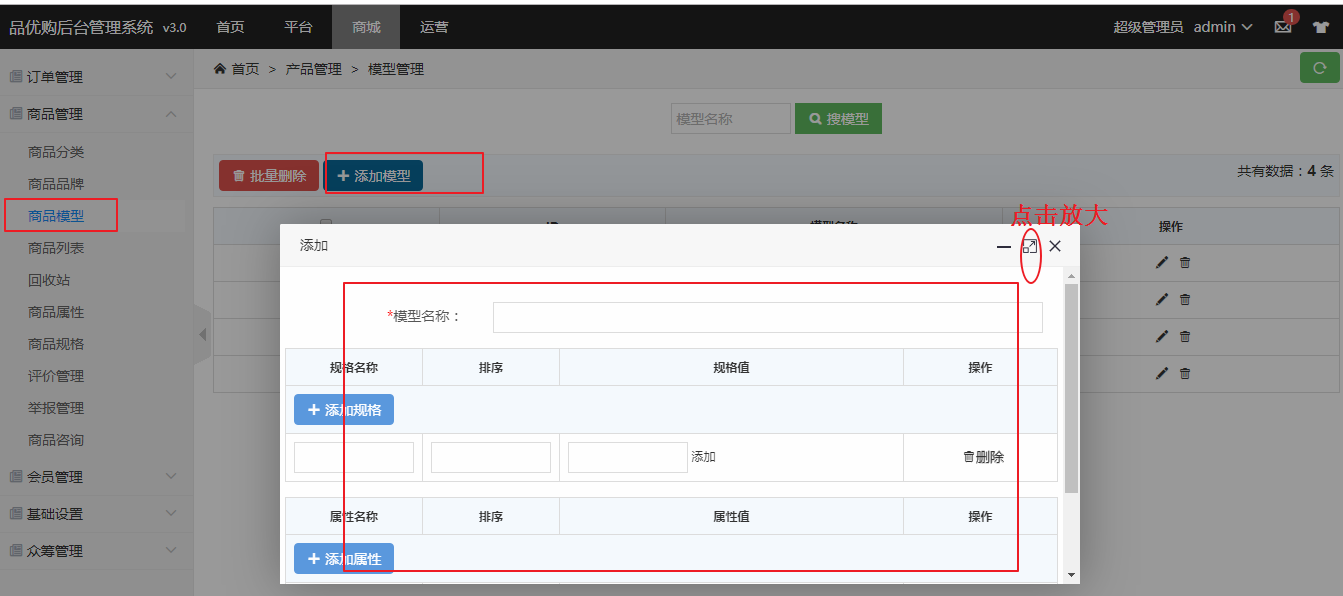 品优购后台管理系统 v3.0 首页 平台 商城 运营 超级管理员 admin 1
订单管理
商品管理
商品分类
商品品牌
商品模型
商品列表
回收站
商品属性
商品规格
评价管理
举报管理
商品咨询
会员管理
基础设置
众筹管理
首页 > 产品管理 > 模型管理
模型名称 搜模型
批量删除 添加模型 共有数据：4 条
点击放大
操作
添加
*模型名称：
规格名称 排序 规格值 操作
添加规格
添加 删除
属性名称 排序 属性值 操作
添加属性